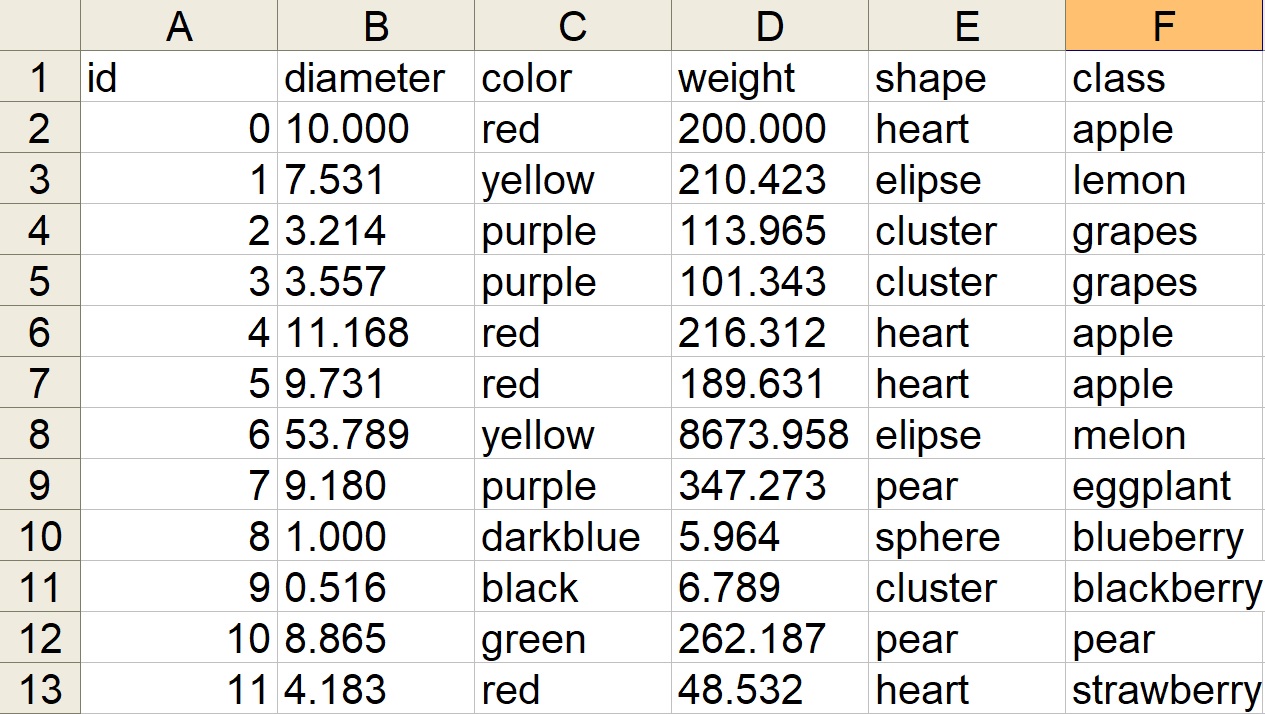 A B C D E F
1 id diameter color weight shape class
2 0 10.000 red 200.000 heart apple
3 1 7.531 yellow 210.423 elipse lemon
4 2 3.214 purple 113.965 cluster grapes
5 3 3.557 purple 101.343 cluster grapes
6 4 11.168 red 216.312 heart apple
7 5 9.731 red 189.631 heart apple
8 6 53.789 yellow 8673.958 elipse melon
9 7 9.180 purple 347.273 pear eggplant
10 8 1.000 darkblue 5.964 sphere blueberry
11 9 0.516 black 6.789 cluster blackberry
12 10 8.865 green 262.187 pear pear
13 11 4.183 red 48.532 heart strawberry